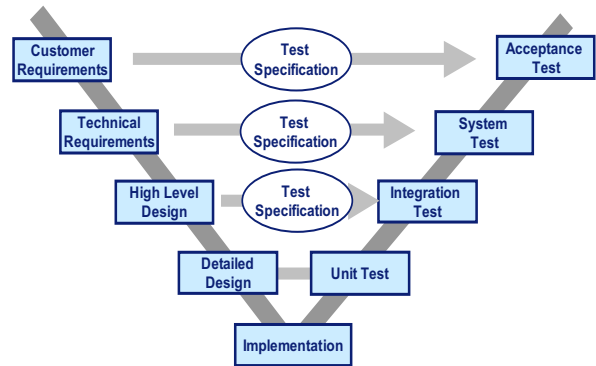 Customer
Requirements
Test
Specification
Acceptance
Test
Technical
Requirements
Test
Specification
System
Test
High Level
Design
Test
Specification
Integration
Test
Detailed
Design
Unit Test
Implementation